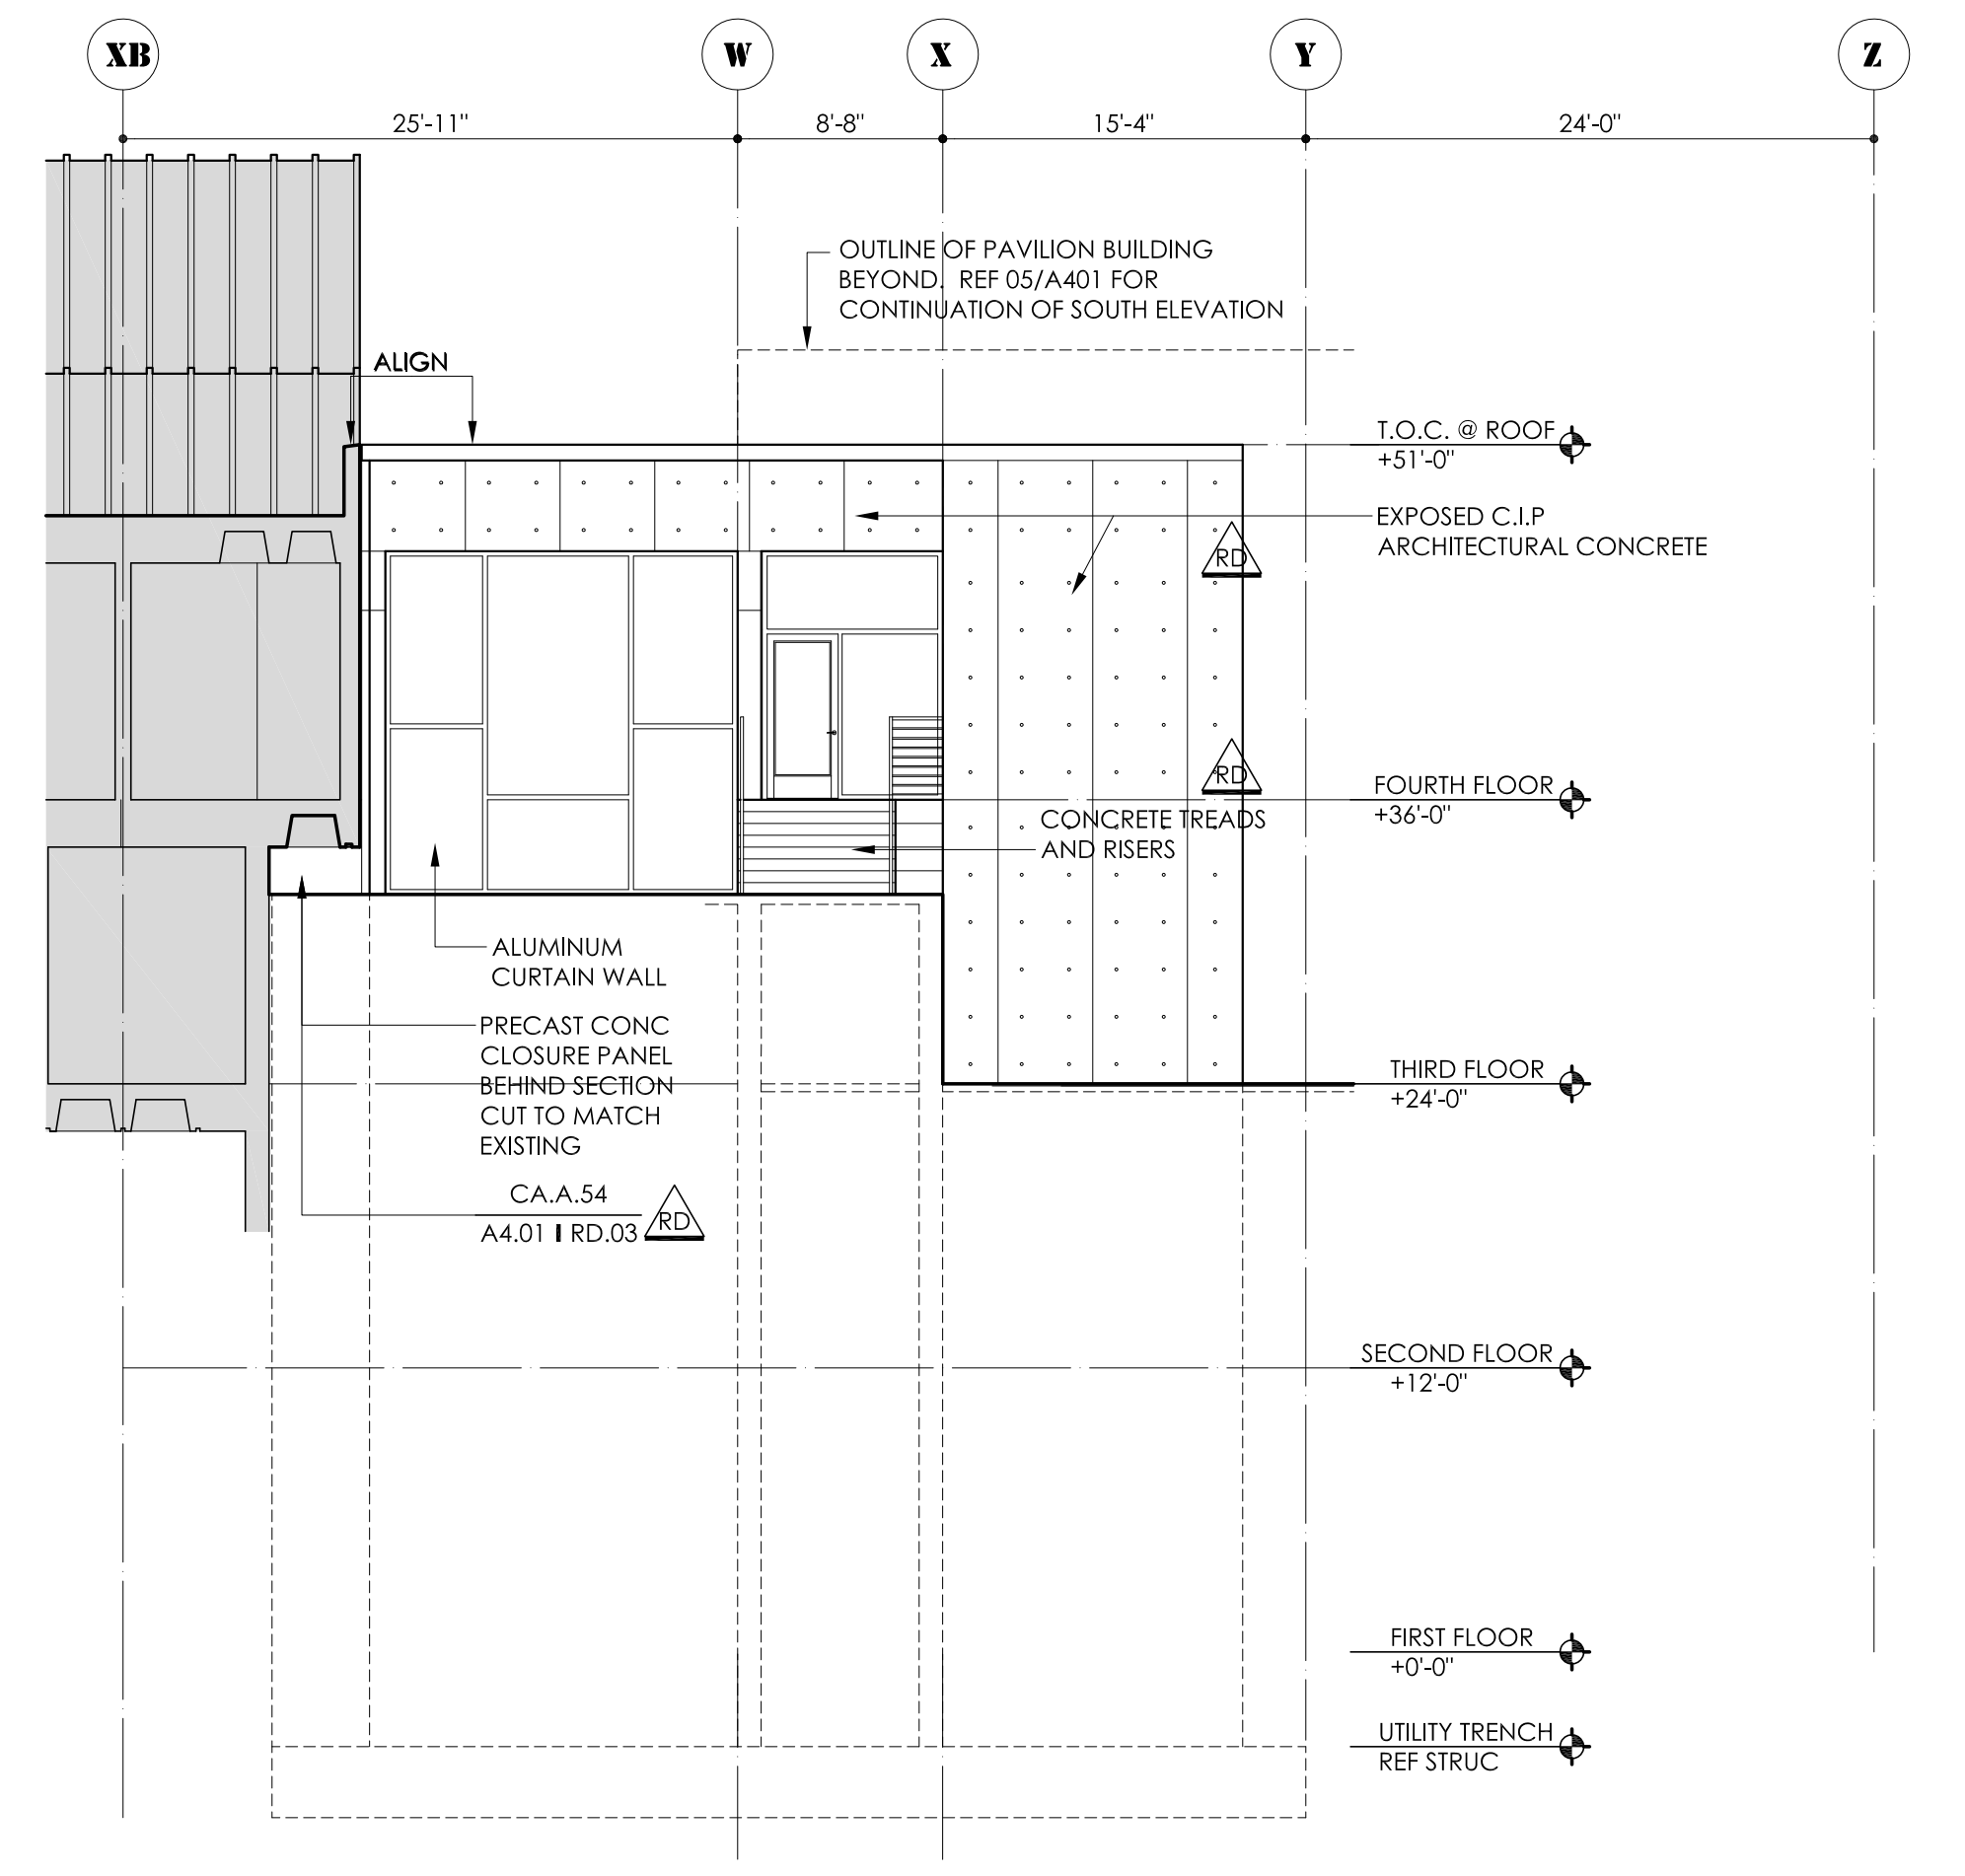 XB W X Y Z
25'-11" 8'-8" 15'-4" 24'-0"
OUTLINE OF PAVILION BUILDING
BEYOND. REF 05/A401 FOR
CONTINUATION OF SOUTH ELEVATION
ALIGN
T.O.C. @ ROOF
+51'-0"
EXPOSED C.I.P
ARCHITECTURAL CONCRETE
RD
RD
FOURTH FLOOR
+36'-0"
CONCRETE TREADS
AND RISERS
ALUMINUM
CURTAIN WALL
PRECAST CONC
CLOSURE PANEL
BEHIND SECTION
CUT TO MATCH
EXISTING
THIRD FLOOR
+24'-0"
CA.A.54
A4.01 RD.03
RD
SECOND FLOOR
+12'-0"
FIRST FLOOR
+0'-0"
UTILITY TRENCH
REF STRUC